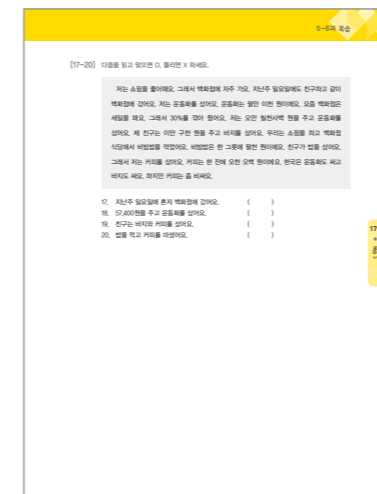 5-6과 복습
[17-20] 다음을 읽고 맞으면 O, 틀리면 X 하세요.
저는 쇼핑을 좋아해요. 그래서 백화점에 자주 가요. 지난주 일요일에도 친구하고 같이
백화점에 갔어요. 저는 운동화를 샀어요. 운동화는 팔만 이천 원이에요. 요즘 백화점은
세일을 해요. 그래서 30%를 깎아 줬어요. 저는 오만 칠천사백 원을 주고 운동화를
샀어요. 제 친구는 이만 구천 원을 주고 바지를 샀어요. 우리는 쇼핑을 하고 백화점
식당에서 비빔밥을 먹었어요. 비빔밥은 한 그릇에 팔천 원이에요. 친구가 밥을 샀어요.
그래서 저는 커피를 샀어요. 커피는 한 잔에 오천 오백 원이에요. 한국은 운동화도 싸고
바지도 싸요. 하지만 커피는 좀 비싸요.
17. 지난주 일요일에 혼자 백화점에 갔어요. ( )
18. 57,400원을 주고 운동화를 샀어요. ( )
19. 친구는 바지와 커피를 샀어요. ( )
20. 밥을 먹고 커피를 마셨어요. ( )
17